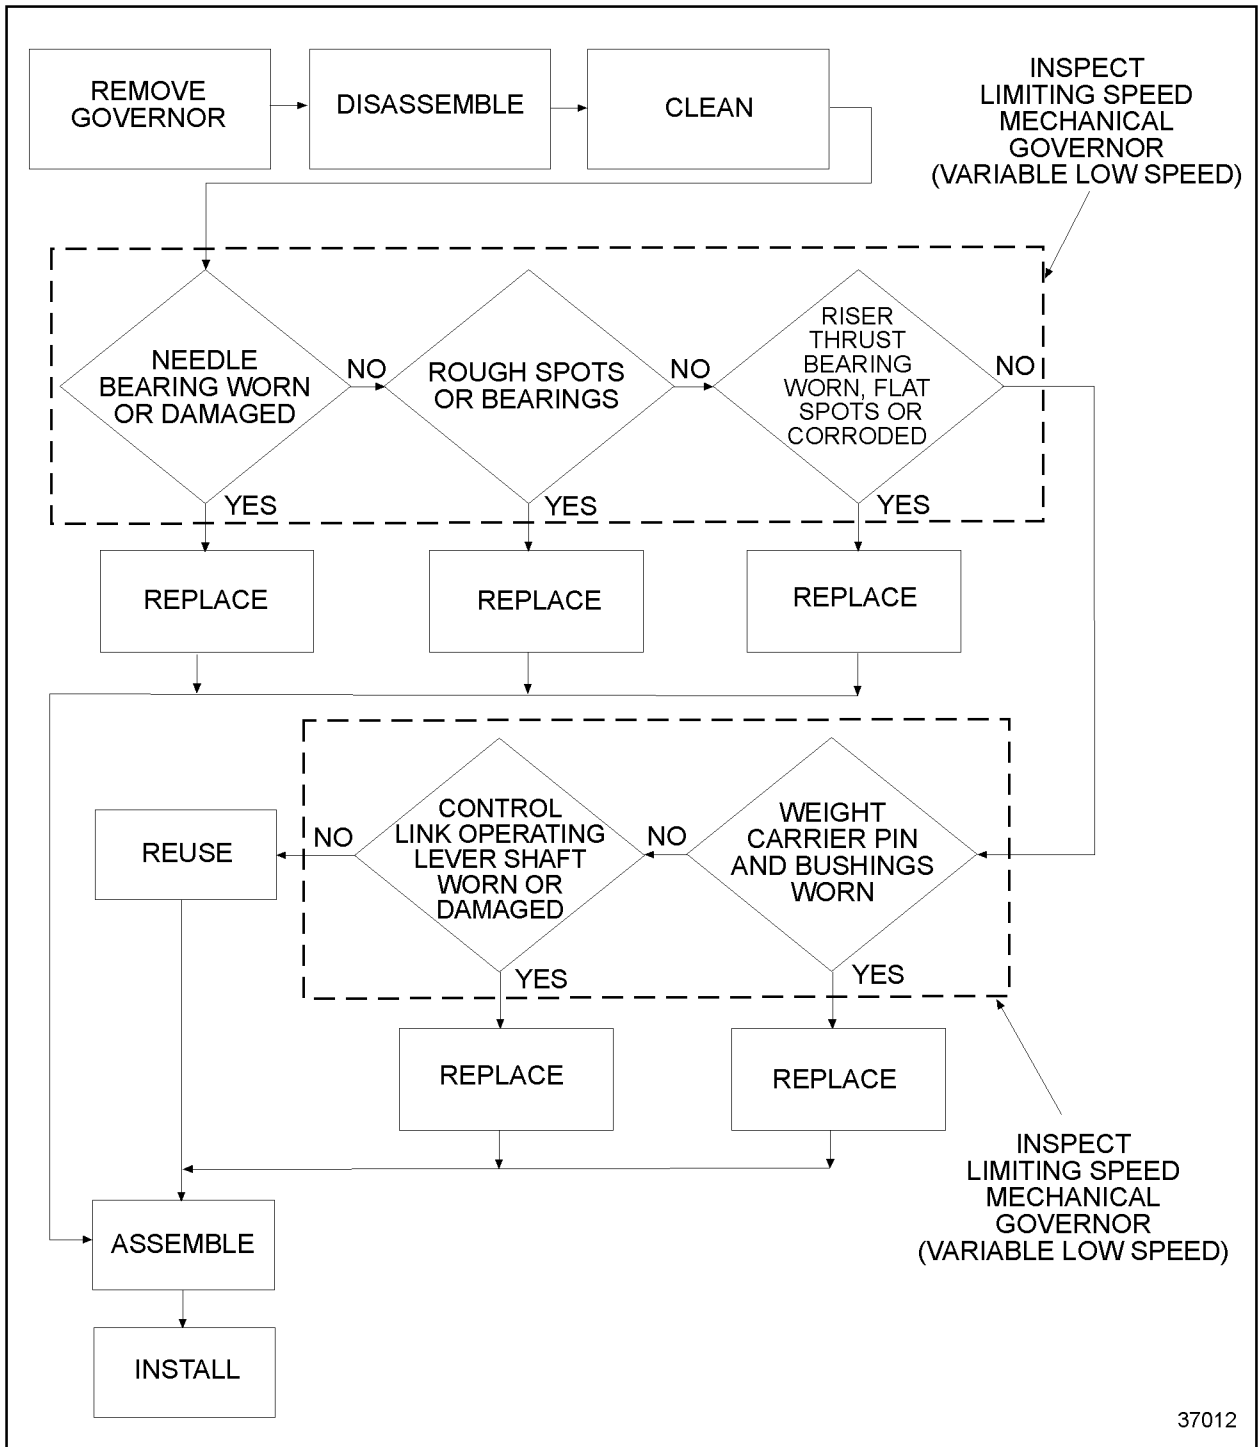 REMOVE
GOVERNOR
DISASSEMBLE
CLEAN
INSPECT
LIMITING SPEED
MECHANICAL
GOVERNOR
(VARIABLE LOW SPEED)
NEEDLE
BEARING WORN
OR DAMAGED
NO
YES
ROUGH SPOTS
OR BEARINGS
NO
YES
RISER
THRUST
BEARING
WORN, FLAT
SPOTS OR
CORRODED
NO
YES
REPLACE
REPLACE
REPLACE
WEIGHT
CARRIER PIN
AND BUSHINGS
WORN
NO
YES
CONTROL
LINK OPERATING
LEVER SHAFT
WORN OR
DAMAGED
NO
YES
REUSE
REPLACE
REPLACE
INSPECT
LIMITING SPEED
MECHANICAL
GOVERNOR
(VARIABLE LOW SPEED)
ASSEMBLE
INSTALL
37012